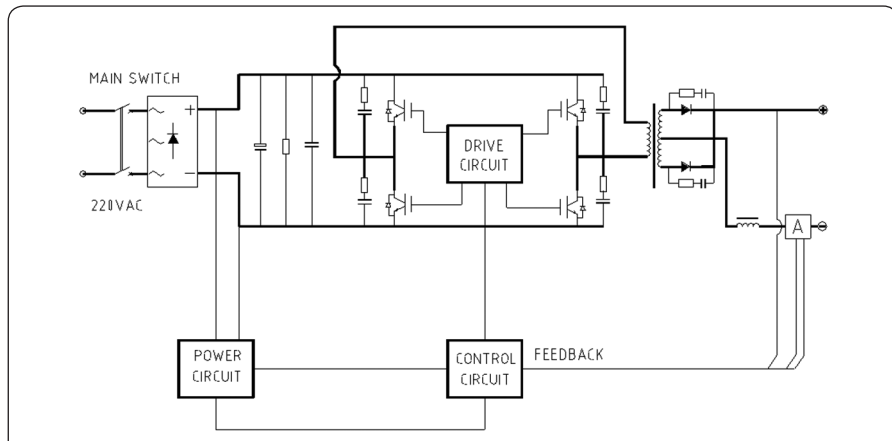 MAIN SWITCH
+
−
220VAC
DRIVE
CIRCUIT
+
A
−
POWER
CIRCUIT
CONTROL
CIRCUIT
FEEDBACK